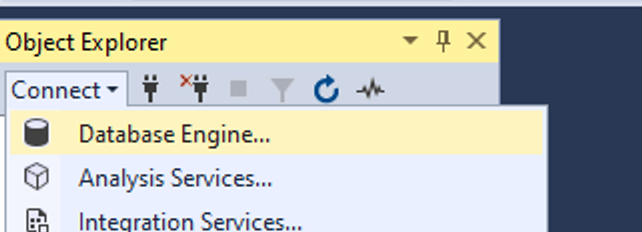 Object Explorer
Connect
Database Engine...
Analysis Services...
Integration Services...